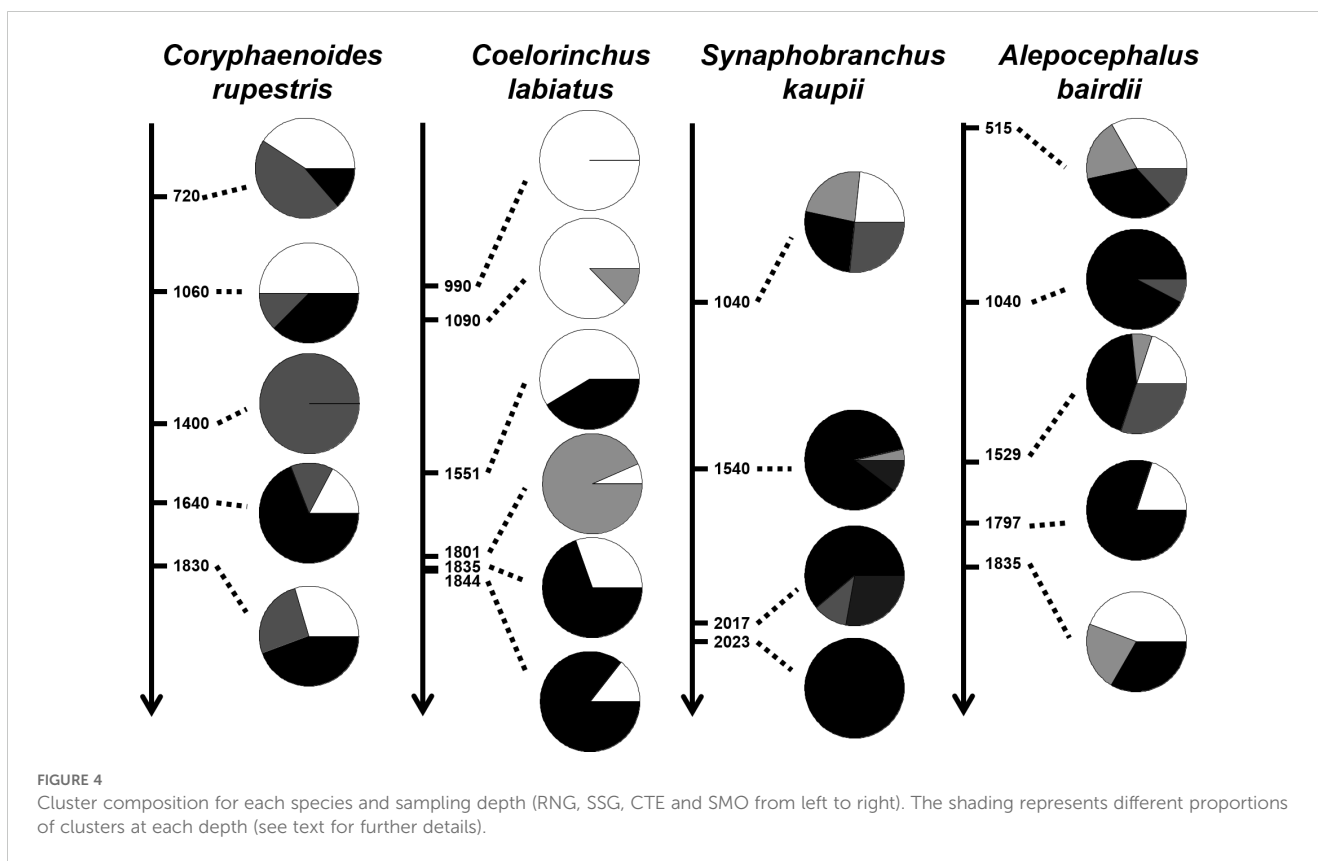 Coryphaenoides
rupestris
Coelorinchus
labiatus
Synaphobranchus
kaupii
Alepocephalus
bairdii
720
1060
1400
1640
1830
990
1090
1551
1801
1835
1844
1040
1540
2017
2023
515
1040
1529
1797
1835
FIGURE 4
Cluster composition for each species and sampling depth (RNG, SSG, CTE and SMO from left to right). The shading represents different proportions
of clusters at each depth (see text for further details).